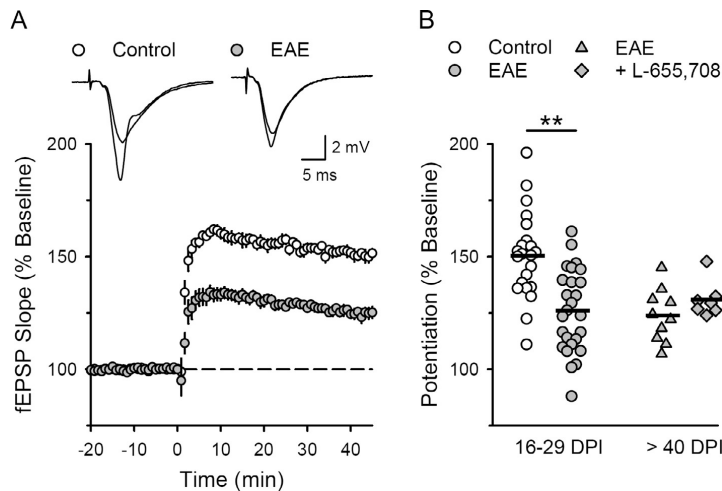 A
Control
EAE
2 mV
5 ms
200
150
100
fEPSP Slope (% Baseline)
-20 -10 0 10 20 30 40
Time (min)
B
Control
EAE
EAE
+ L-655,708
**
200
150
100
Potentiation (% Baseline)
16-29 DPI
> 40 DPI